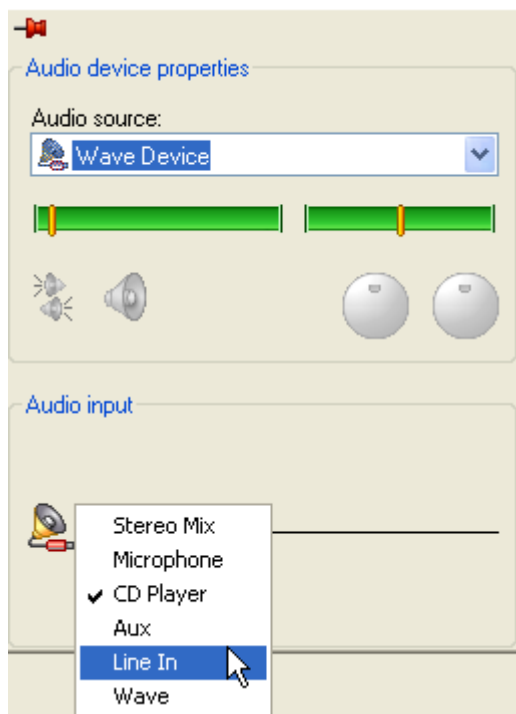 Audio device properties
Audio source:
Wave Device
Audio input
Stereo Mix
Microphone
CD Player
Aux
Line In
Wave